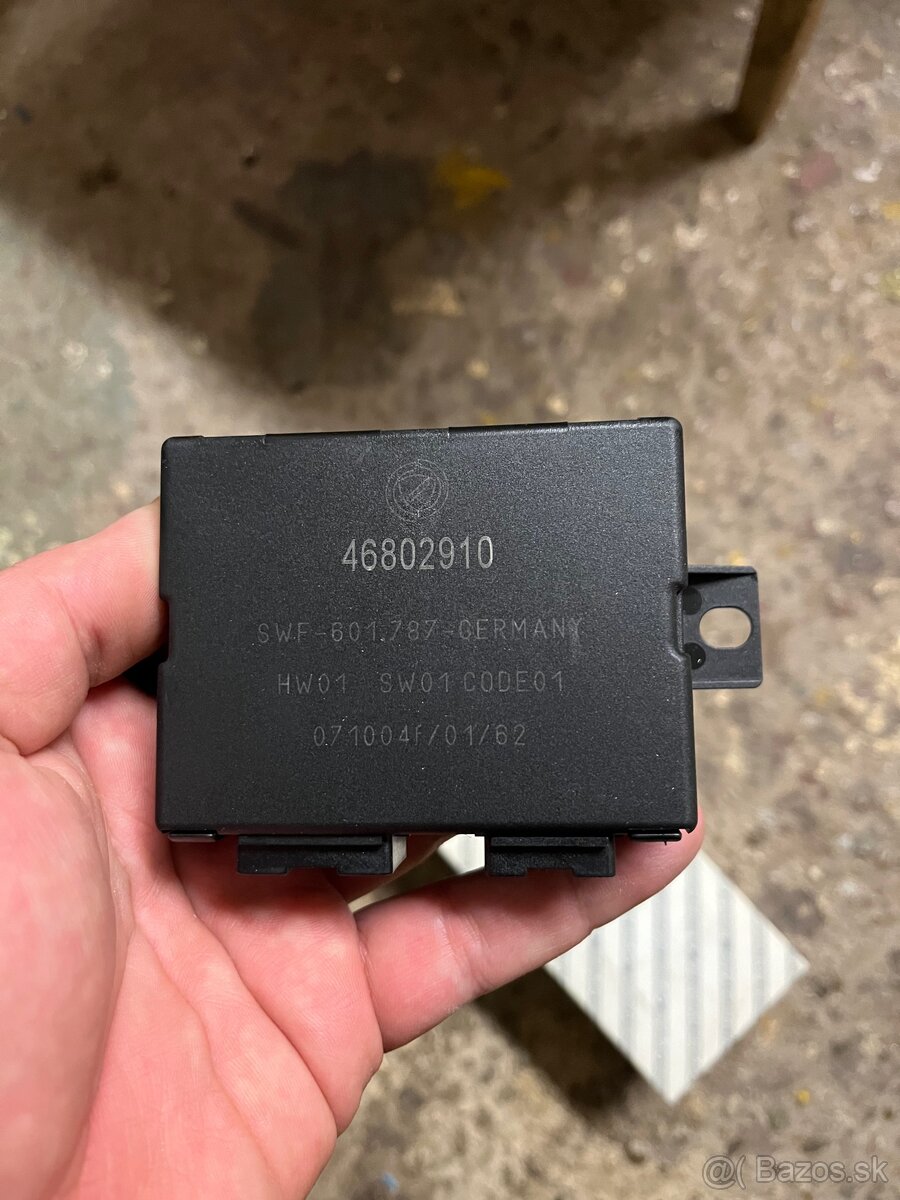 46802910
SWF-601.787-GERMANY
HW01 SW01 CODE01
071004f/01/62
@( Bazos.sk